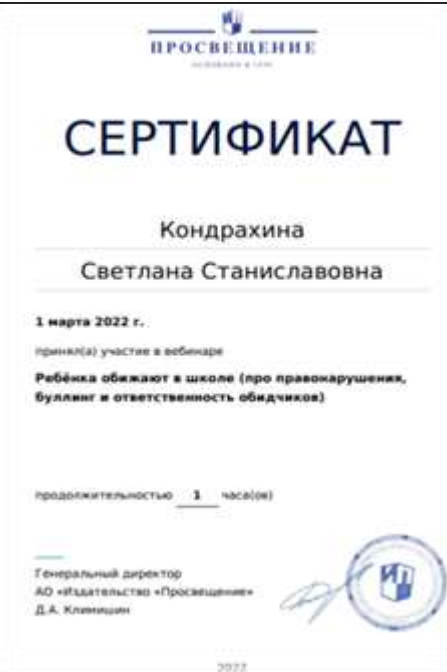 ПРОСВЕЩЕНИЕ
СЕРТИФИКАТ
Кондрахина
Светлана Станиславовна
1 марта 2022 г.
принял(а) участие в вебинаре
Ребёнка обижают в школе (про правонарушения,
буллинг и ответственность обидчиков)
продолжительностью 1 часа(ов)
Генеральный директор
АО «Издательство «Просвещение»
Д.А. Климишин
2022